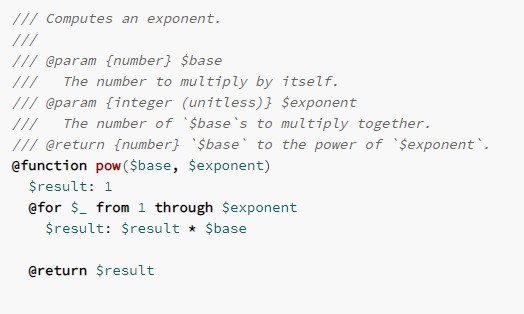 /// Computes an exponent.
///
/// @param {number} $base
///   The number to multiply by itself.
/// @param {integer (unitless)} $exponent
///   The number of `$base`s to multiply together.
/// @return {number} `$base` to the power of `$exponent`.
@function pow($base, $exponent)
  $result: 1
  @for $_ from 1 through $exponent
    $result: $result * $base

  @return $result